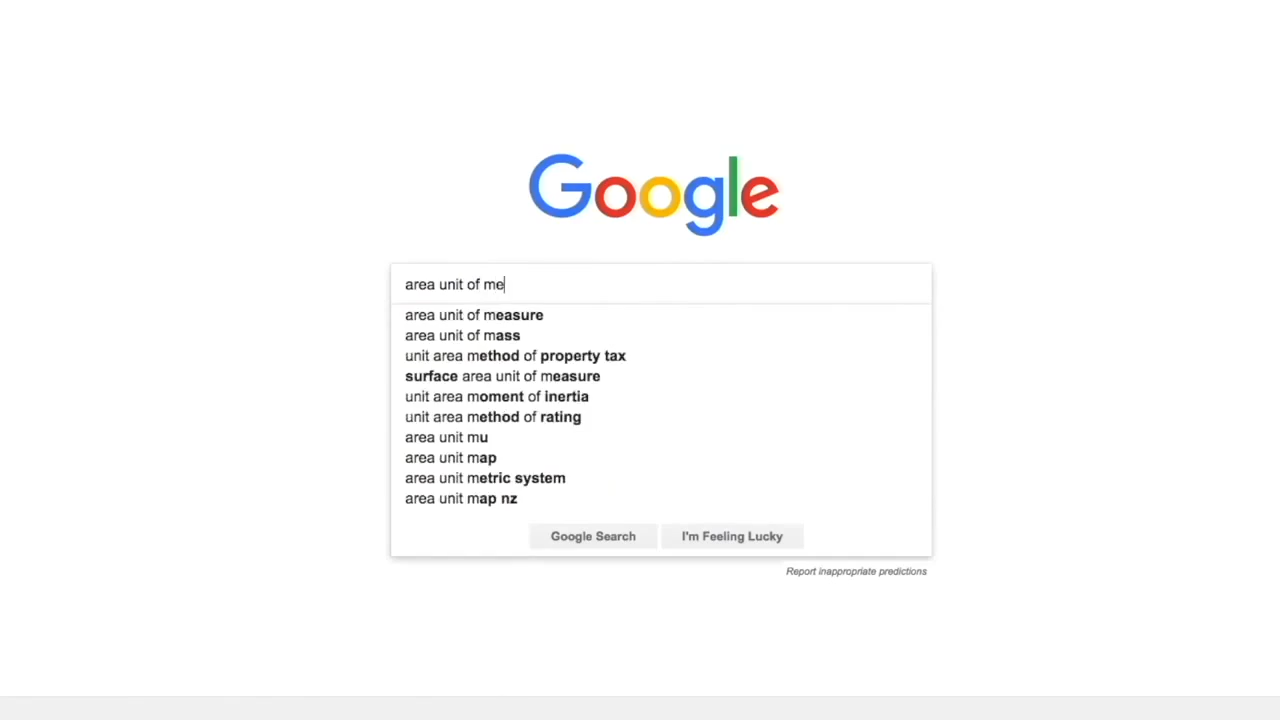 Google
area unit of me
area unit of measure
area unit of mass
unit area method of property tax
surface area unit of measure
unit area moment of inertia
unit area method of rating
area unit mu
area unit map
area unit metric system
area unit map nz
Google Search I'm Feeling Lucky
Report inappropriate predictions